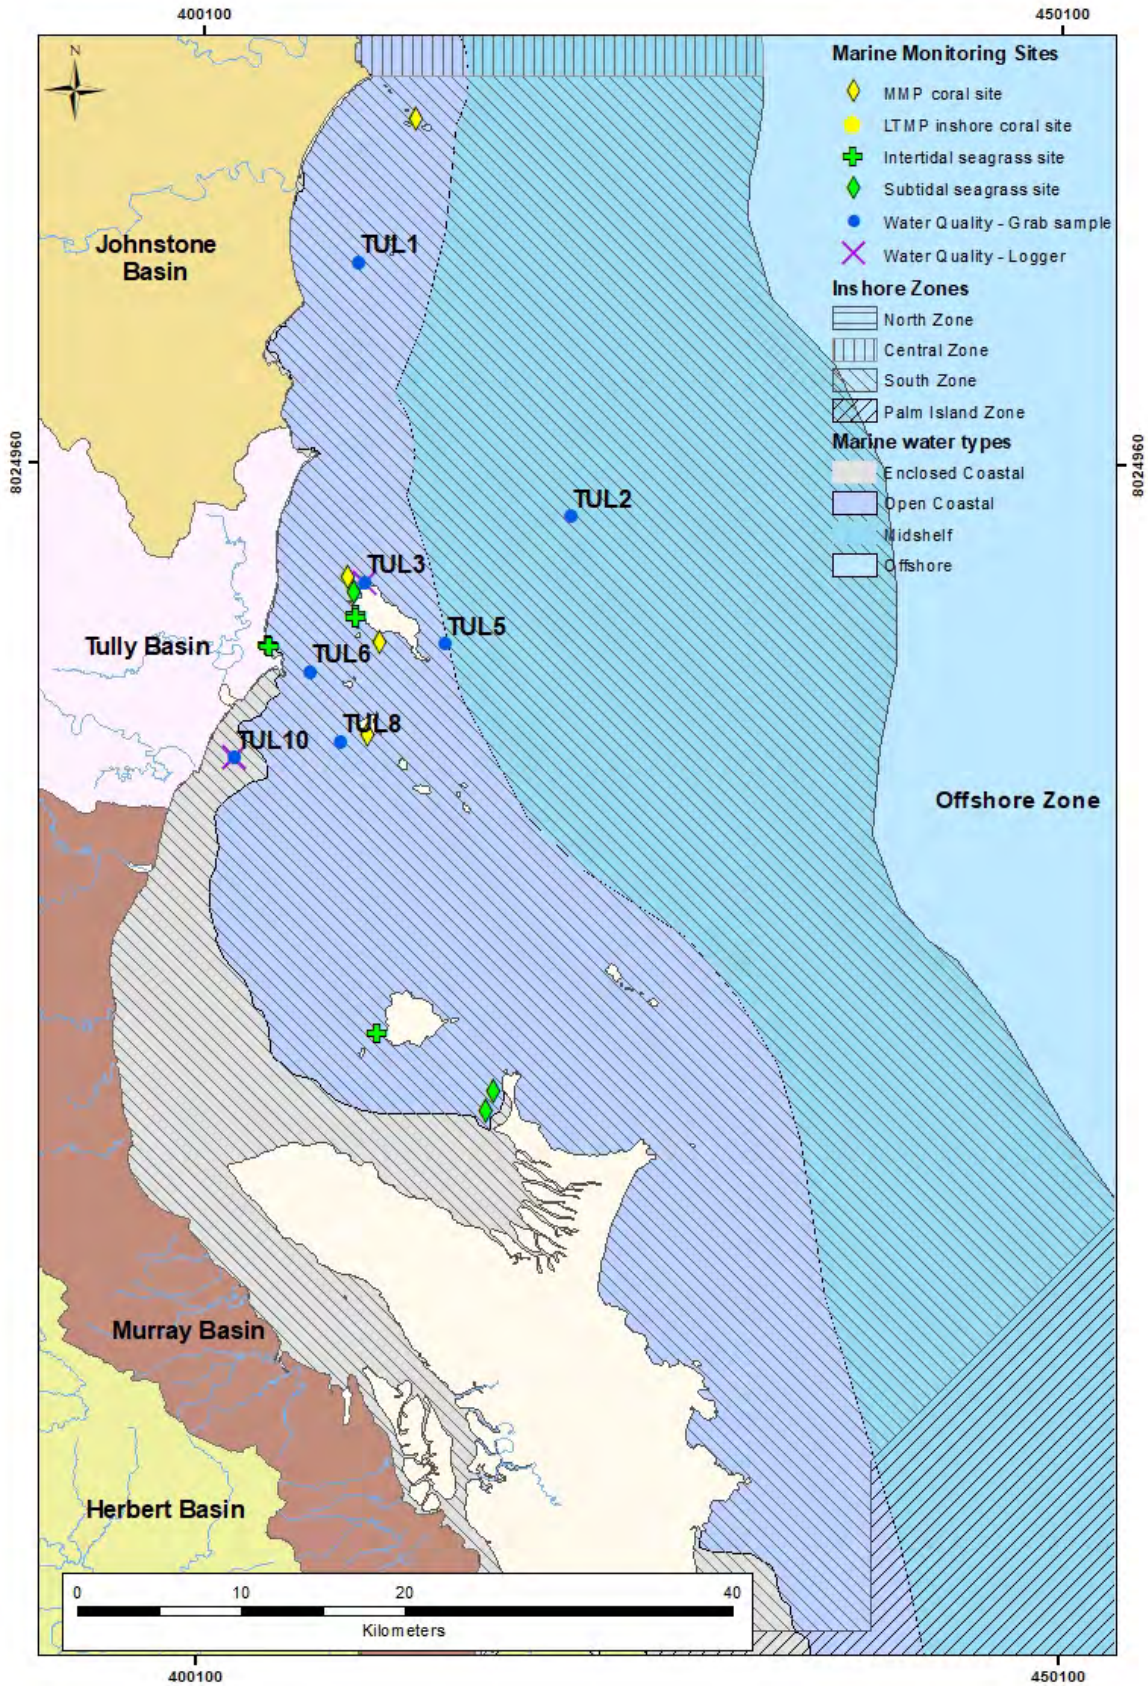 400100
450100
N
Marine Monitoring Sites
MMP coral site
LTMP inshore coral site
Intertidal seagrass site
Subtidal seagrass site
Water Quality - Grab sample
Water Quality - Logger
Inshore Zones
North Zone
Central Zone
South Zone
Palm Island Zone
Marine water types
Enclosed Coastal
Open Coastal
Midshelf
Offshore
Johnstone
Basin
TUL1
8024960
8024960
TUL2
TUL3
TUL5
Tully Basin
TUL6
TUL8
TUL10
Offshore Zone
Murray Basin
Herbert Basin
0 10 20 40
Kilometers
400100
450100